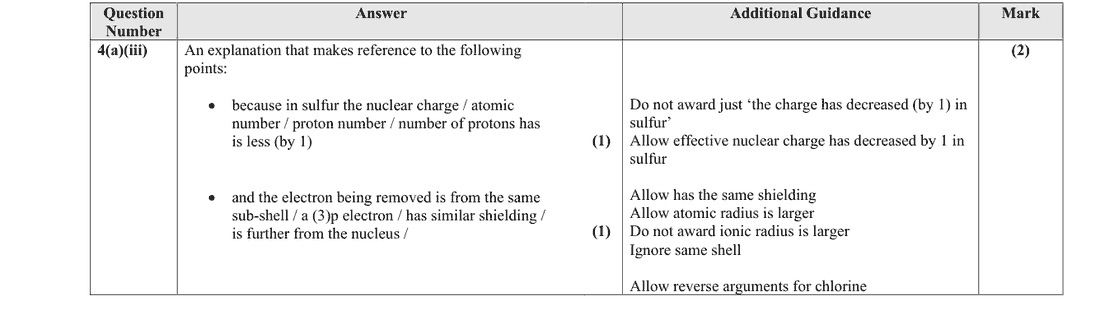 Question Number
Answer
Additional Guidance
Mark
4(a)(iii)
An explanation that makes reference to the following
points:
• because in sulfur the nuclear charge / atomic
number / proton number / number of protons has
is less (by 1)
(1)
Do not award just ‘the charge has decreased (by 1) in
sulfur’
Allow effective nuclear charge has decreased by 1 in
sulfur
• and the electron being removed is from the same
sub-shell / a (3)p electron / has similar shielding /
is further from the nucleus /
(1)
Allow has the same shielding
Allow atomic radius is larger
Do not award ionic radius is larger
Ignore same shell
Allow reverse arguments for chlorine
(2)